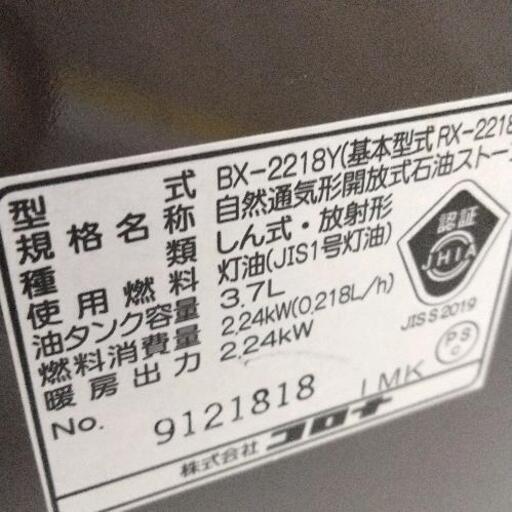 型 式 BX-2218Y(基本型式 RX-2218
規格名称 自然通気形開放式石油ストー
種 類 しん式・放射形
使用燃料 灯油(JIS1号灯油)
油タンク容量 3.7L
燃料消費量 2.24kW(0.218L/h)
暖房出力 2.24kW
No. 9121818 1MK
株式会社 コロナ
認証
JHIA
JIS S 2019
PS
C